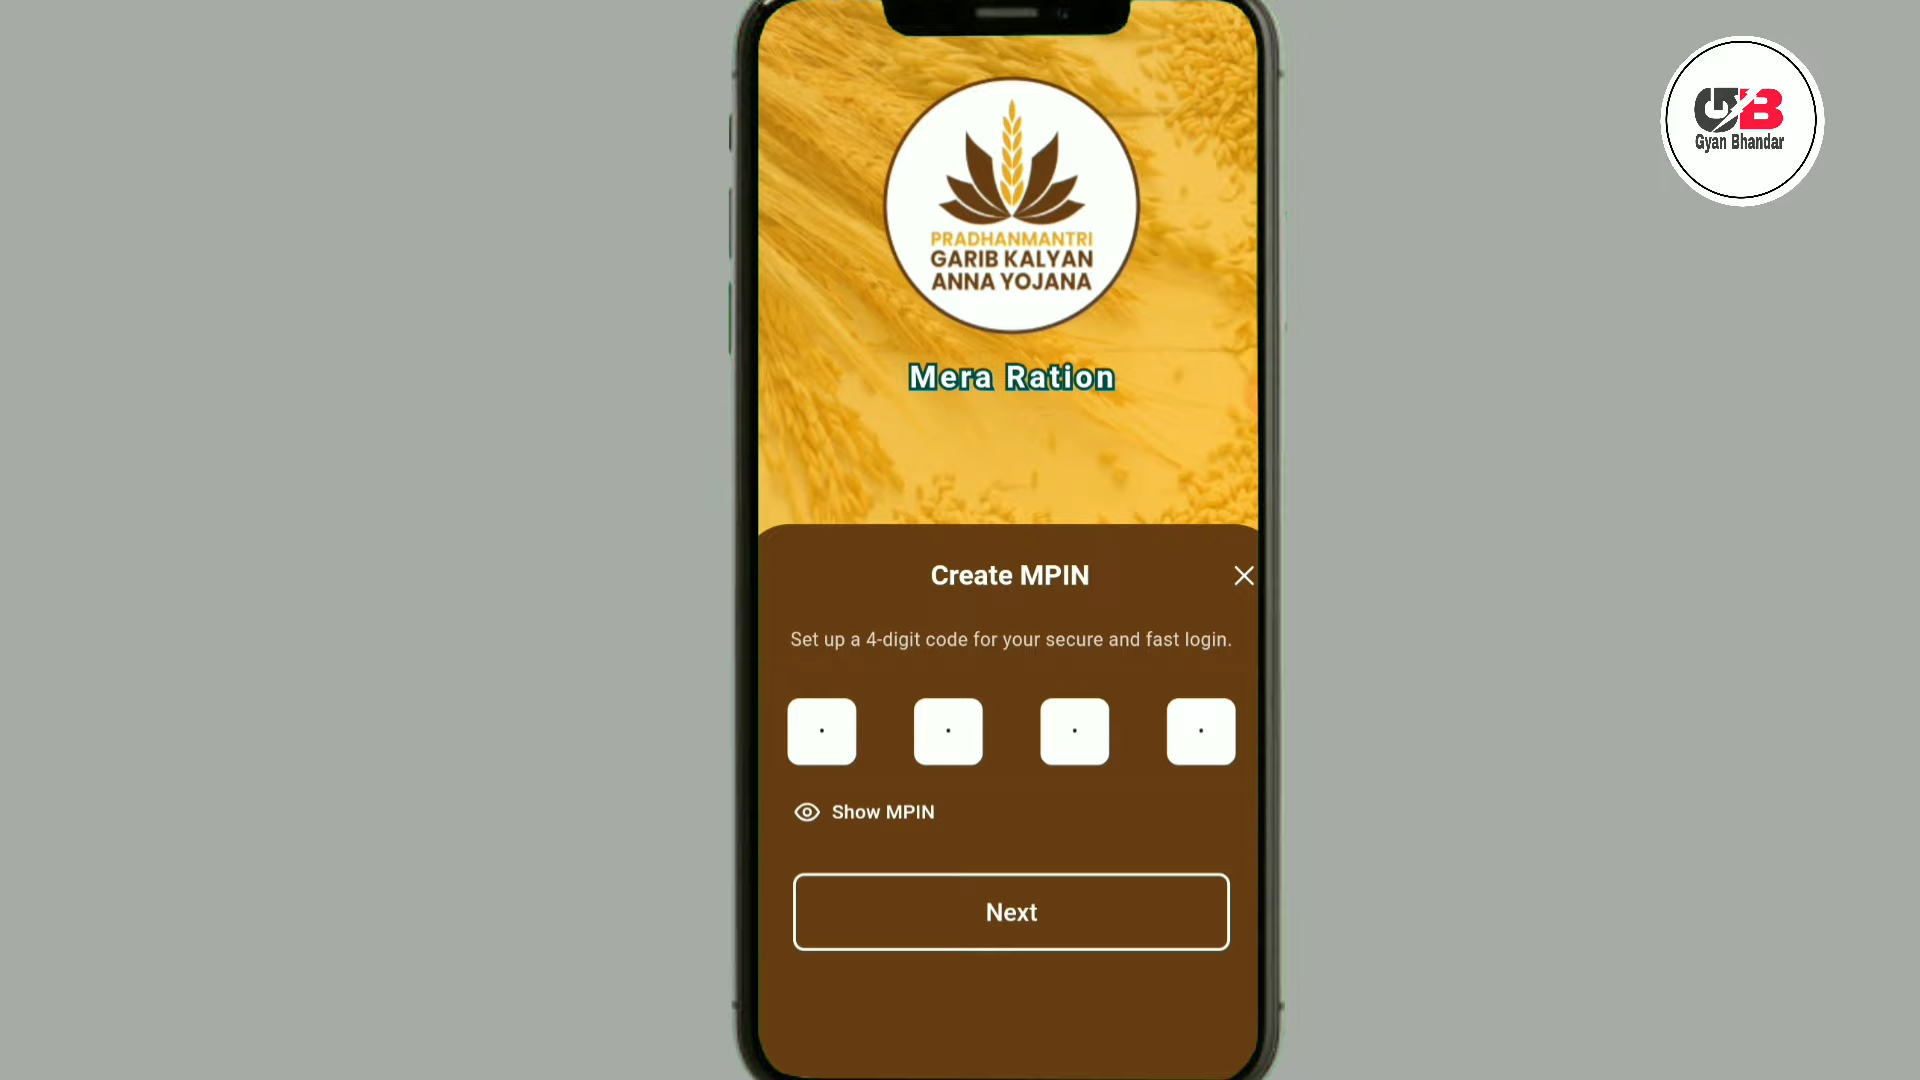 GB
Gyan Bhandar
PRADHANMANTRI
GARIB KALYAN
ANNA YOJANA
Mera Ration
Create MPIN
Set up a 4-digit code for your secure and fast login.
Show MPIN
Next